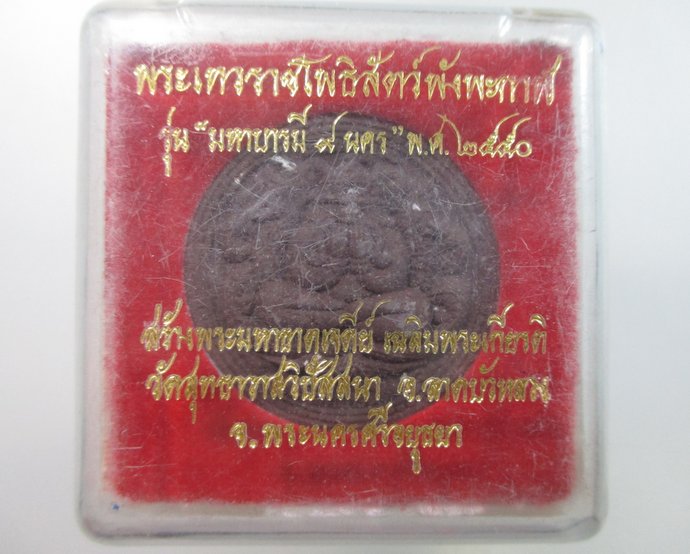 พระเทวราชโพธิสัตว์พังพะกาฬ
รุ่น "มหาบารมี ๙ นคร" พ.ศ. ๒๕๕๐
สร้างพระมหาธาตุเจดีย์ เฉลิมพระเกียรติ
วัดสุทธาวาสวิปัสสนา อ.ลาดบัวหลวง
จ.พระนครศรีอยุธยา